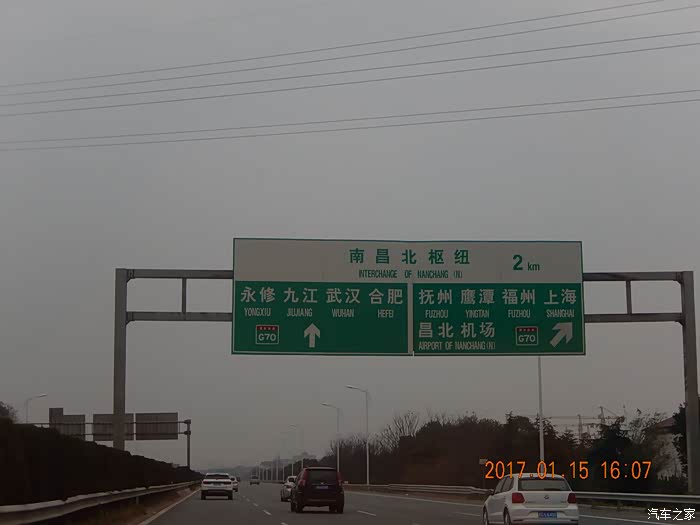 南昌北枢纽
INTERCHANGE OF NANCHANG (N)
2 km
永修 九江 武汉 合肥
YONGXIU JIUJIANG WUHAN HEFEI
G70
抚州 鹰潭 福州 上海
FUZHOU YINGTAN FUZHOU SHANGHAI
昌北机场
AIRPORT OF NANCHANG (N)
G70
2017 01 15 16:07
汽车之家